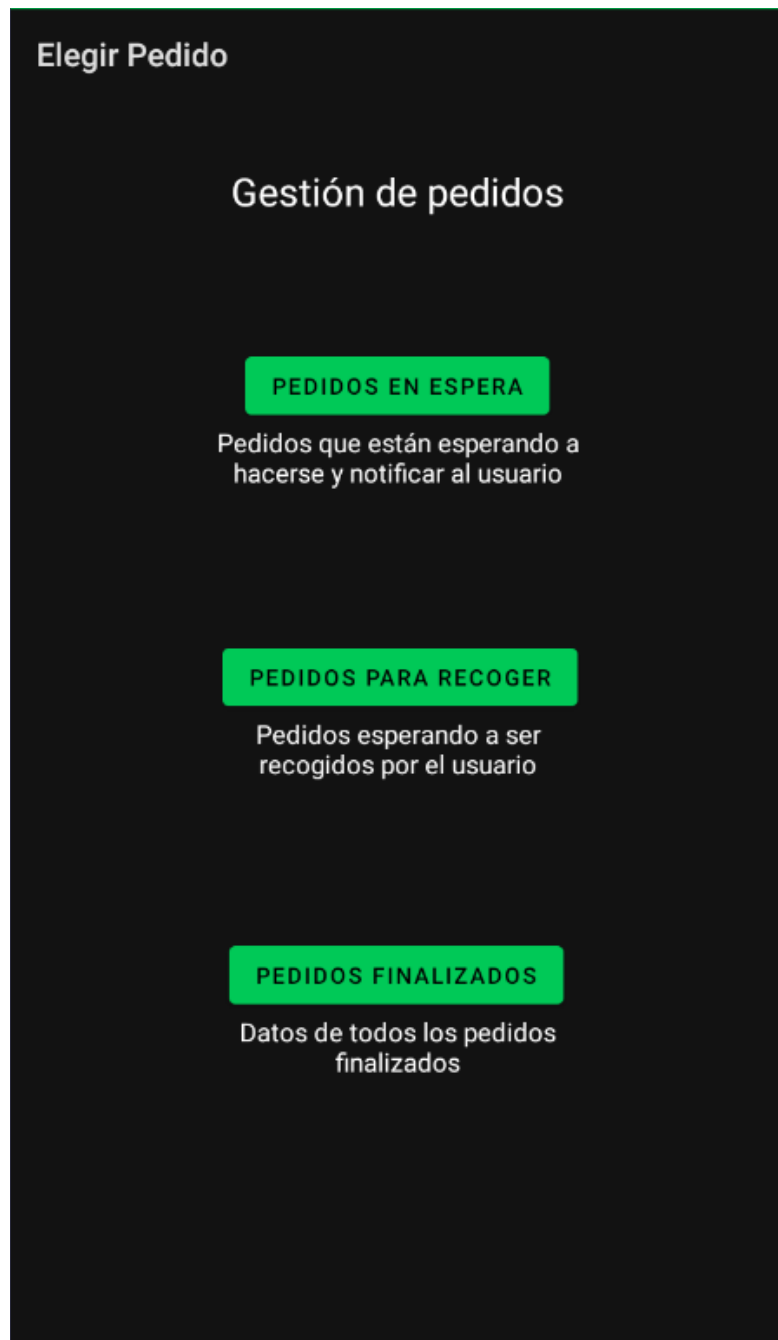 Elegir Pedido
Gestión de pedidos
PEDIDOS EN ESPERA
Pedidos que están esperando a
hacerse y notificar al usuario
PEDIDOS PARA RECOGER
Pedidos esperando a ser
recogidos por el usuario
PEDIDOS FINALIZADOS
Datos de todos los pedidos
finalizados